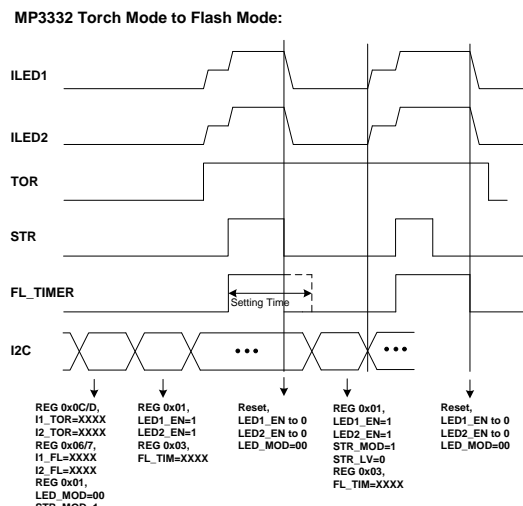 MP3332 Torch Mode to Flash Mode:
ILED1
ILED2
TOR
STR
FL_TIMER
Setting Time
I2C
REG 0x0C/D,
I1_TOR=XXXX
I2_TOR=XXXX
REG 0x06/7,
I1_FL=XXXX
I2_FL=XXXX
REG 0x01,
LED_MOD=00
STR_MOD=1
REG 0x01,
LED1_EN=1
LED2_EN=1
REG 0x03,
FL_TIM=XXXX
Reset,
LED1_EN to 0
LED2_EN to 0
LED_MOD=00
REG 0x01,
LED1_EN=1
LED2_EN=1
STR_MOD=1
STR_LV=0
REG 0x03,
FL_TIM=XXXX
Reset,
LED1_EN to 0
LED2_EN to 0
LED_MOD=00